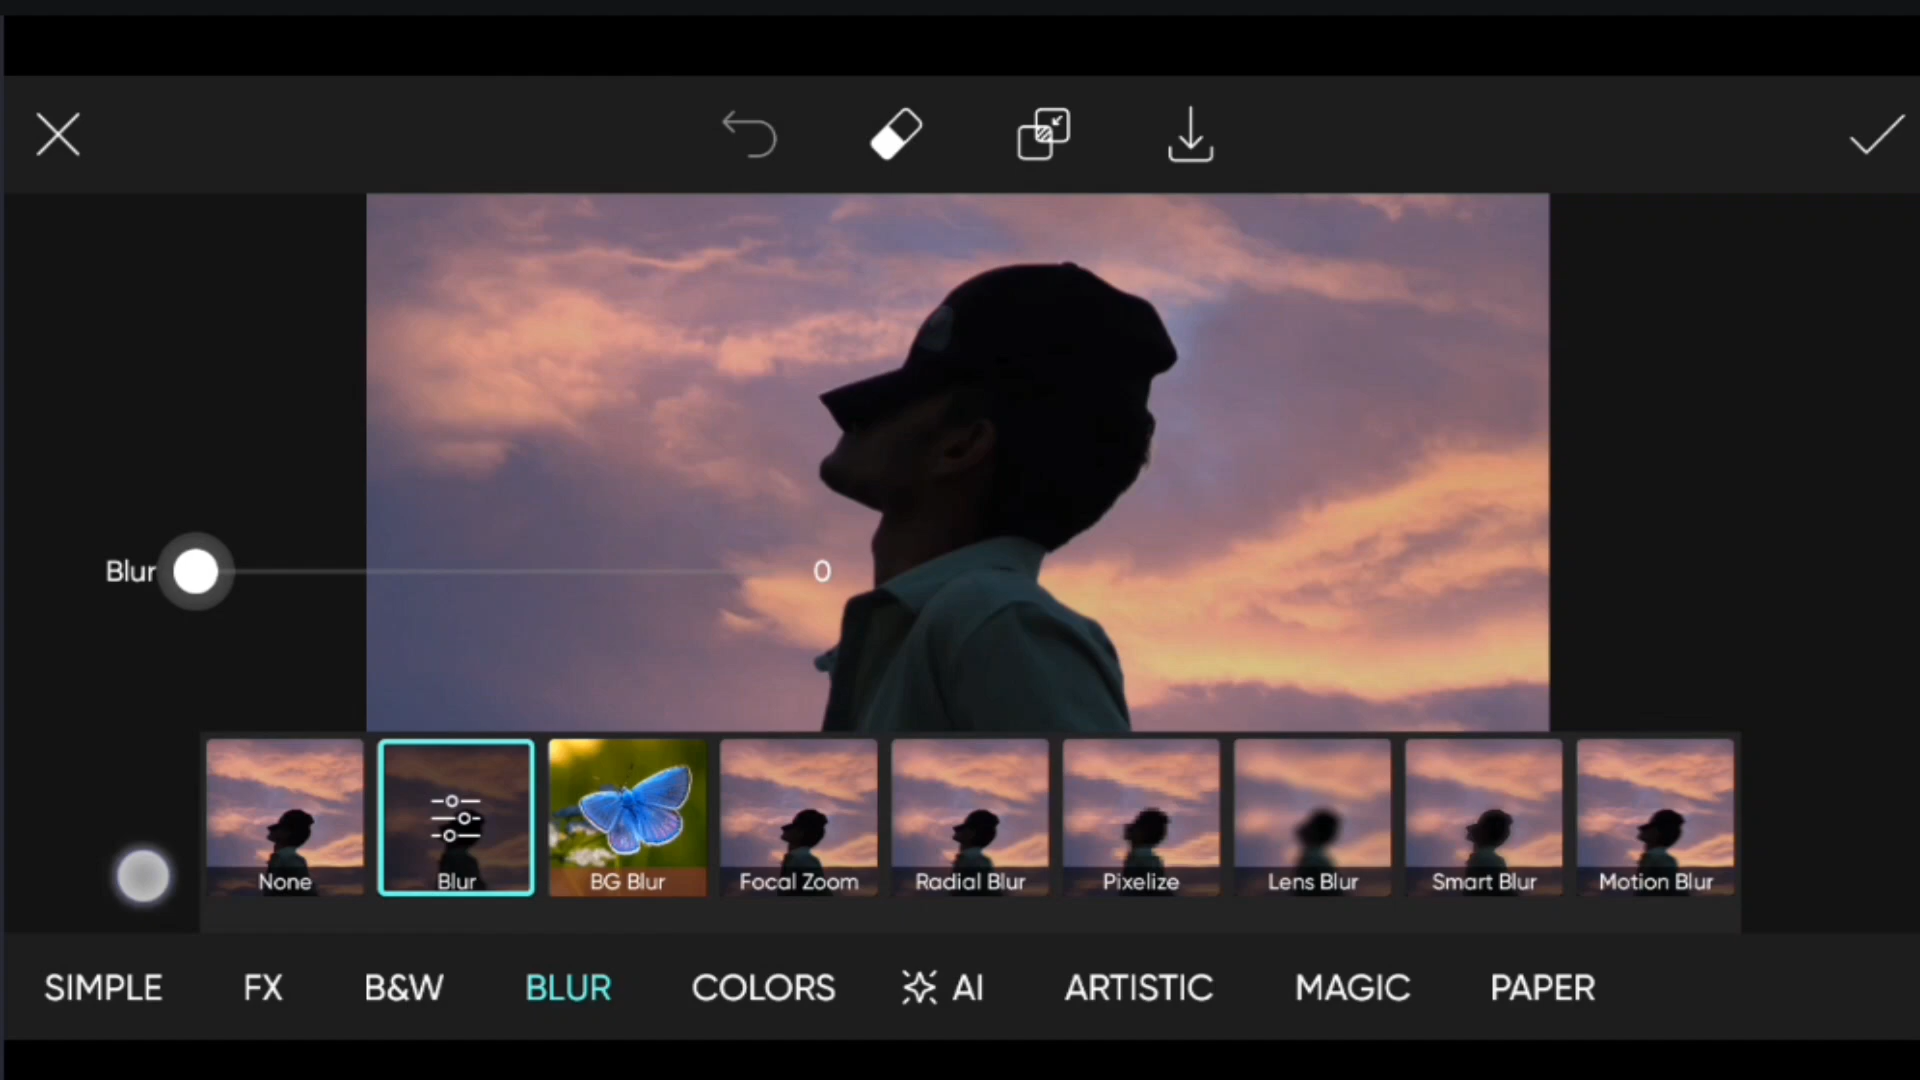 Blur 0
None Blur BG Blur Focal Zoom Radial Blur Pixelize Lens Blur Smart Blur Motion Blur
SIMPLE FX B&W BLUR COLORS AI ARTISTIC MAGIC PAPER